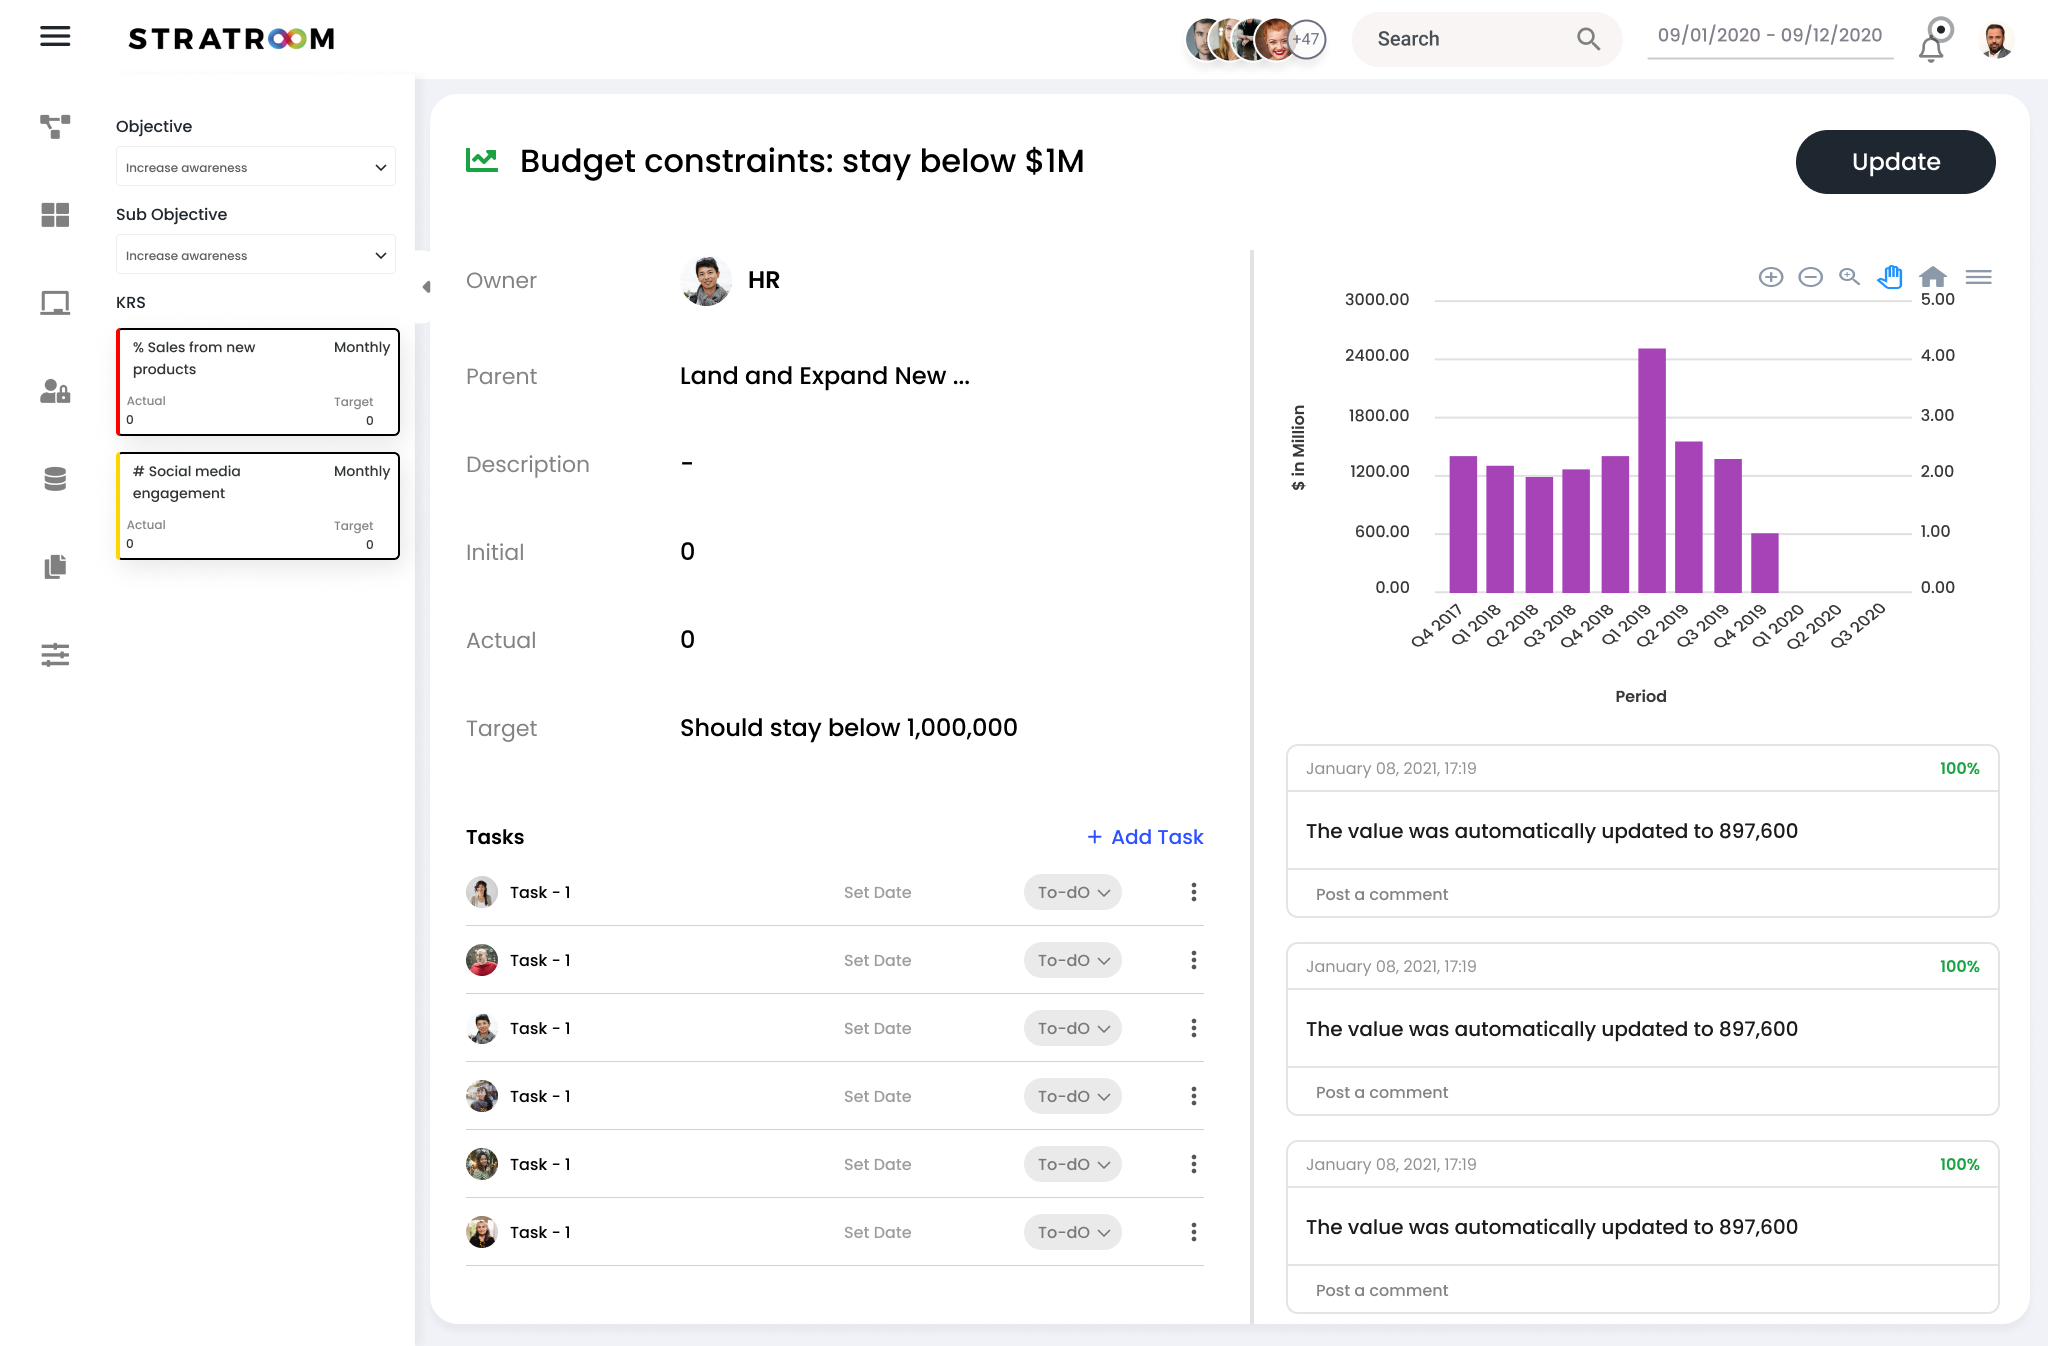 STRATROOM
+47
Search
09/01/2020 - 09/12/2020
Objective
Increase awareness
Sub Objective
Increase awareness
KRS
% Sales from new products
Monthly
Actual
Target
0
0
# Social media engagement
Monthly
Actual
Target
0
0
Budget constraints: stay below $1M
Update
Owner
HR
Parent
Land and Expand New ...
Description
-
Initial
0
Actual
0
Target
Should stay below 1,000,000
Tasks
+ Add Task
Task - 1 Set Date To-dO
Task - 1 Set Date To-dO
Task - 1 Set Date To-dO
Task - 1 Set Date To-dO
Task - 1 Set Date To-dO
Task - 1 Set Date To-dO
3000.00 5.00
2400.00 4.00
1800.00 3.00
1200.00 2.00
600.00 1.00
0.00 0.00
$ in Million
Q4 2017 Q1 2018 Q2 2018 Q3 2018 Q4 2018 Q1 2019 Q2 2019 Q3 2019 Q4 2019 Q1 2020 Q2 2020 Q3 2020
Period
January 08, 2021, 17:19 100%
The value was automatically updated to 897,600
Post a comment
January 08, 2021, 17:19 100%
The value was automatically updated to 897,600
Post a comment
January 08, 2021, 17:19 100%
The value was automatically updated to 897,600
Post a comment